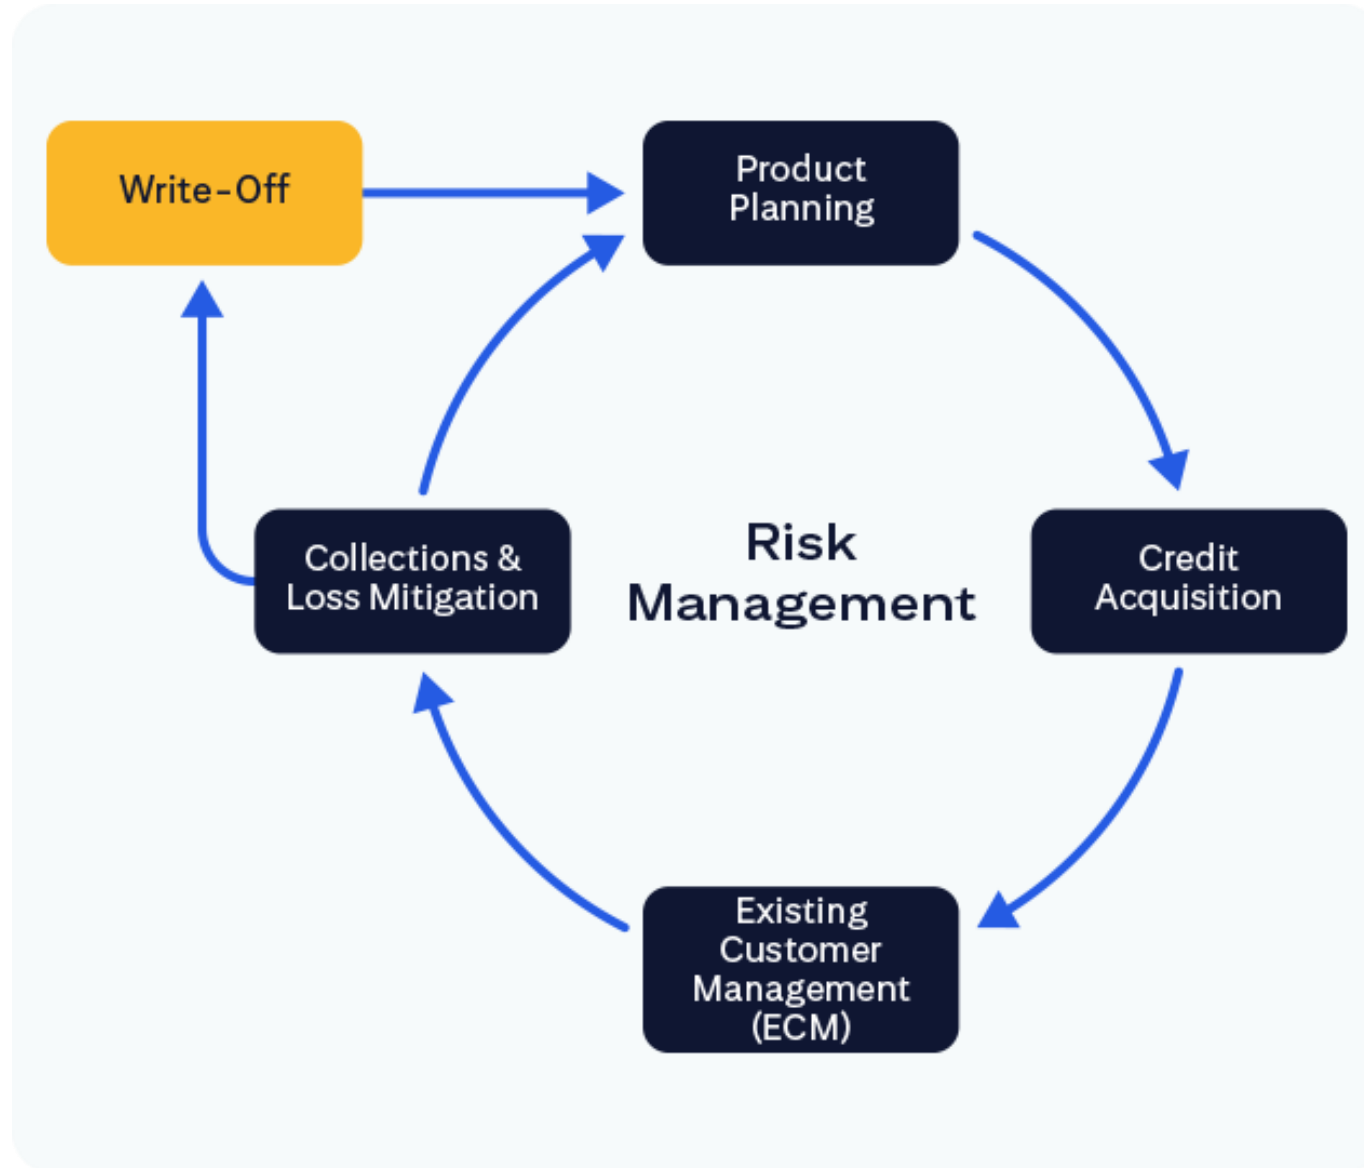 Write-Off
Product
Planning
Collections &
Loss Mitigation
Risk
Management
Credit
Acquisition
Existing
Customer
Management
(ECM)